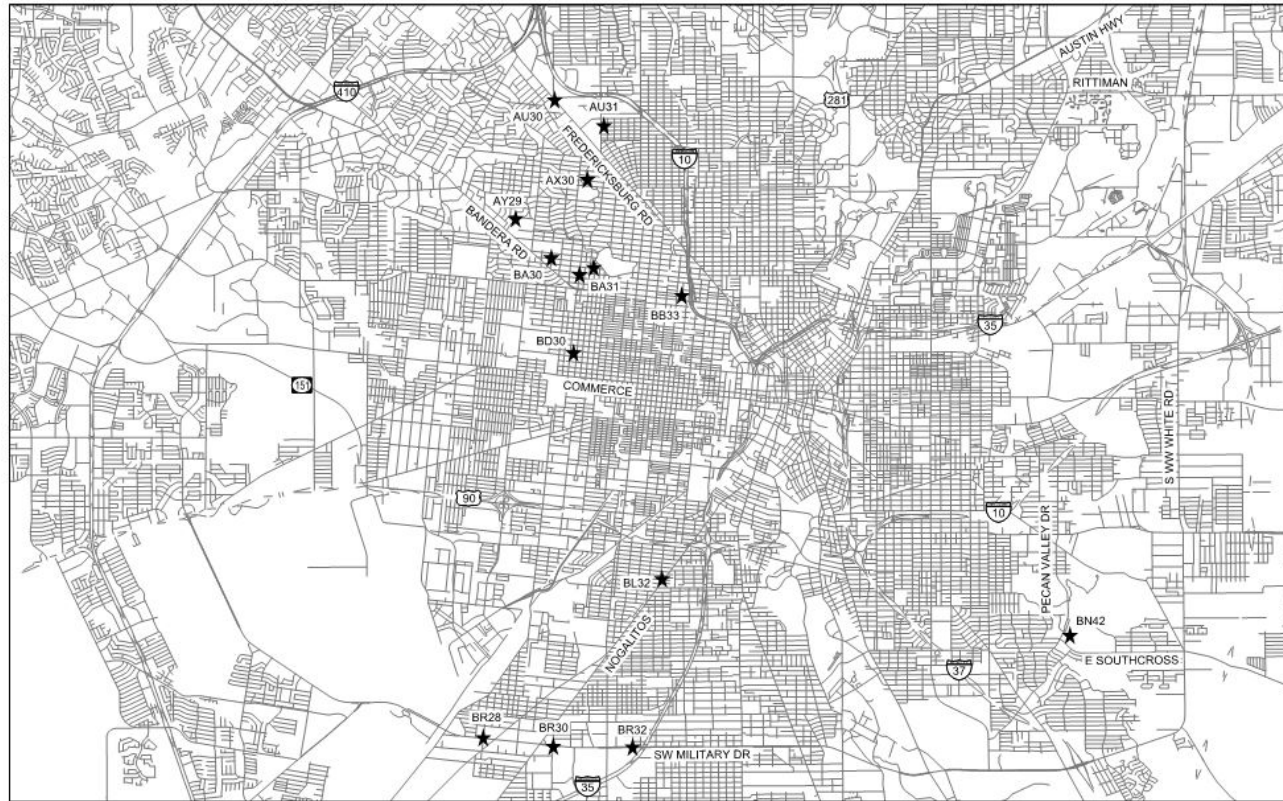 AUSTIN HWY
RITTIMAN
410
281
AU31
AU30
FREDERICKSBURG RD
10
AX30
AY29
BANDERA RD
BA30
BA31
BB33
35
BD30
151
COMMERCE
S WW WHITE RD
90
10
PECAN VALLEY DR
BL32
BN42
NOGALITOS
E SOUTHCROSS
37
BR28
BR30
BR32
SW MILITARY DR
35